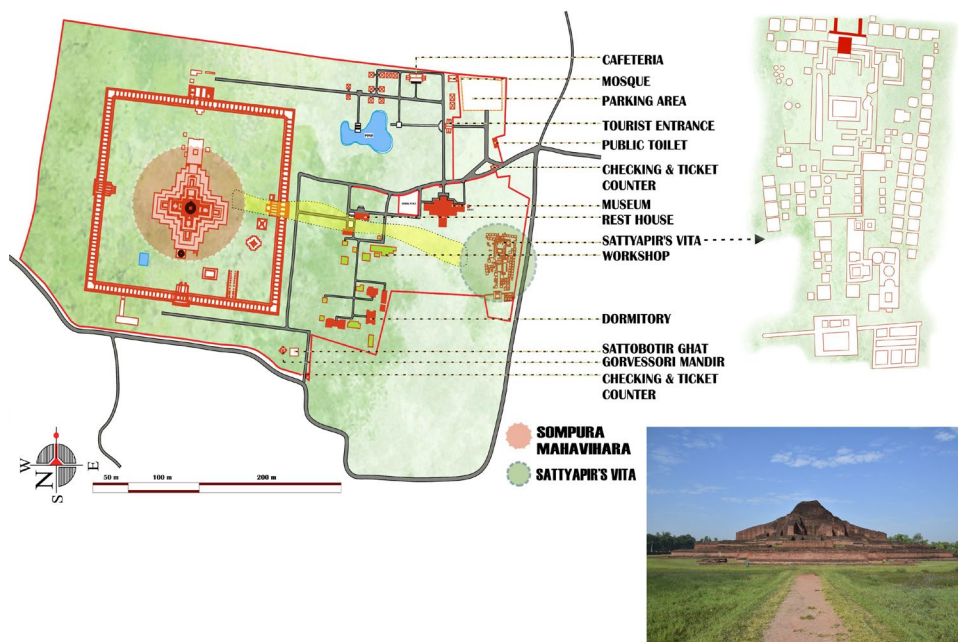 CAFETERIA
MOSQUE
PARKING AREA
TOURIST ENTRANCE
PUBLIC TOILET
CHECKING & TICKET
COUNTER
MUSEUM
REST HOUSE
SATTYAPIR'S VITA
WORKSHOP
DORMITORY
SATTOBOTIR GHAT
GORVESSORI MANDIR
CHECKING & TICKET
COUNTER
SOMPURA
MAHAVIHARA
SATTYAPIR'S VITA
W
N
E
S
50 m
100 m
200 m